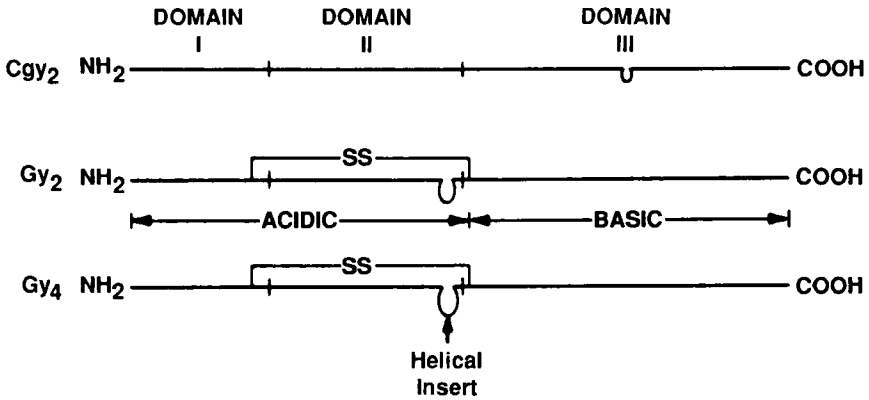 DOMAIN I DOMAIN II DOMAIN III
Cgy2 NH2 COOH
SS
Gy2 NH2 COOH
ACIDIC BASIC
SS
Gy4 NH2 COOH
Helical
Insert